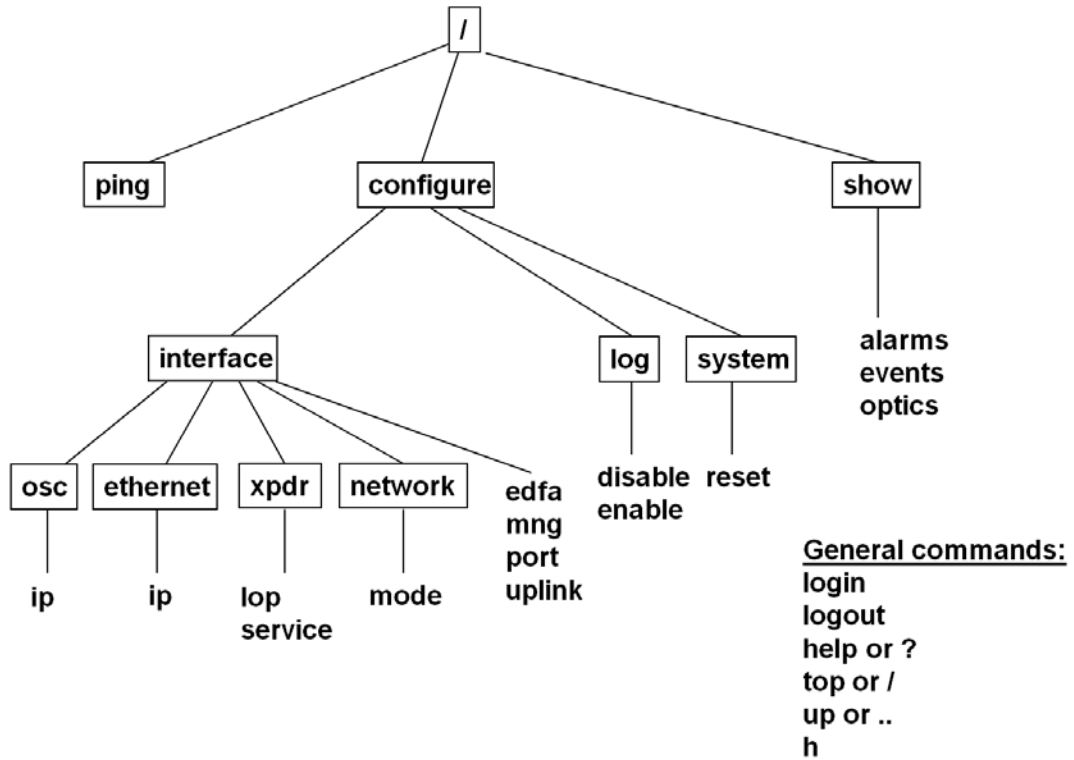 /
ping
configure
show
interface
log
system
alarms
events
optics
osc
ethernet
xpdr
network
edfa
mng
port
uplink
disable
enable
reset
ip
ip
lop
service
mode
General commands:
login
logout
help or ?
top or /
up or ..
h